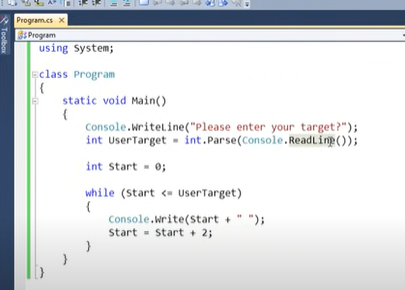 Program.cs ×
Toolbox
Program
using System;
class Program
{
static void Main()
{
Console.WriteLine("Please enter your target?");
int UserTarget = int.Parse(Console.ReadLine());
int Start = 0;
while (Start <= UserTarget)
{
Console.Write(Start + " ");
Start = Start + 2;
}
}
}